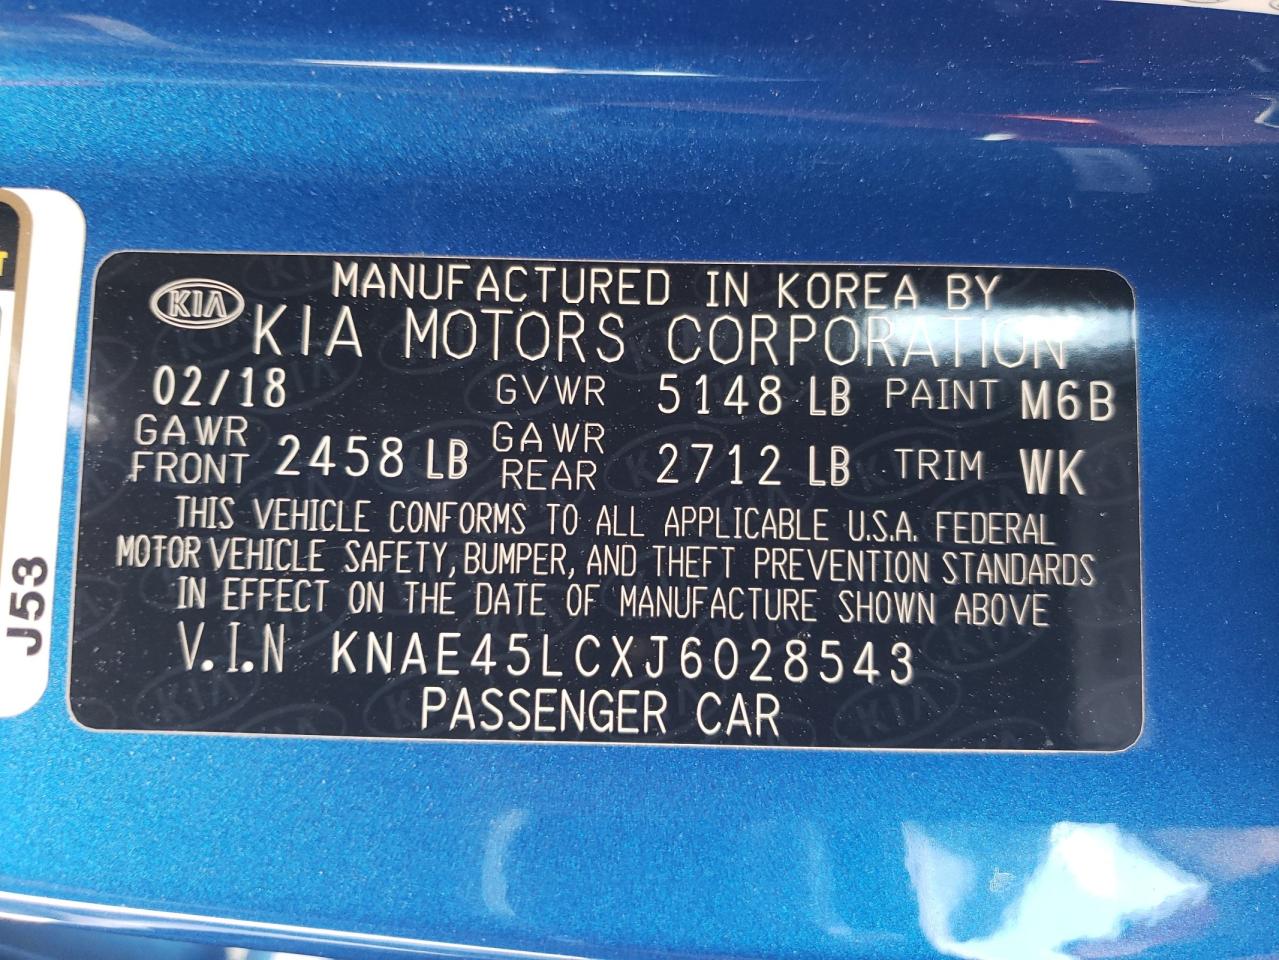 MANUFACTURED IN KOREA BY
KIA
KIA MOTORS CORPORATION
02/18 GVWR 5148 LB PAINT M6B
GAWR FRONT 2458 LB GAWR REAR 2712 LB TRIM WK
THIS VEHICLE CONFORMS TO ALL APPLICABLE U.S.A. FEDERAL
MOTOR VEHICLE SAFETY, BUMPER, AND THEFT PREVENTION STANDARDS
IN EFFECT ON THE DATE OF MANUFACTURE SHOWN ABOVE
V.I.N KNAE45LCXJ6028543
PASSENGER CAR
J53